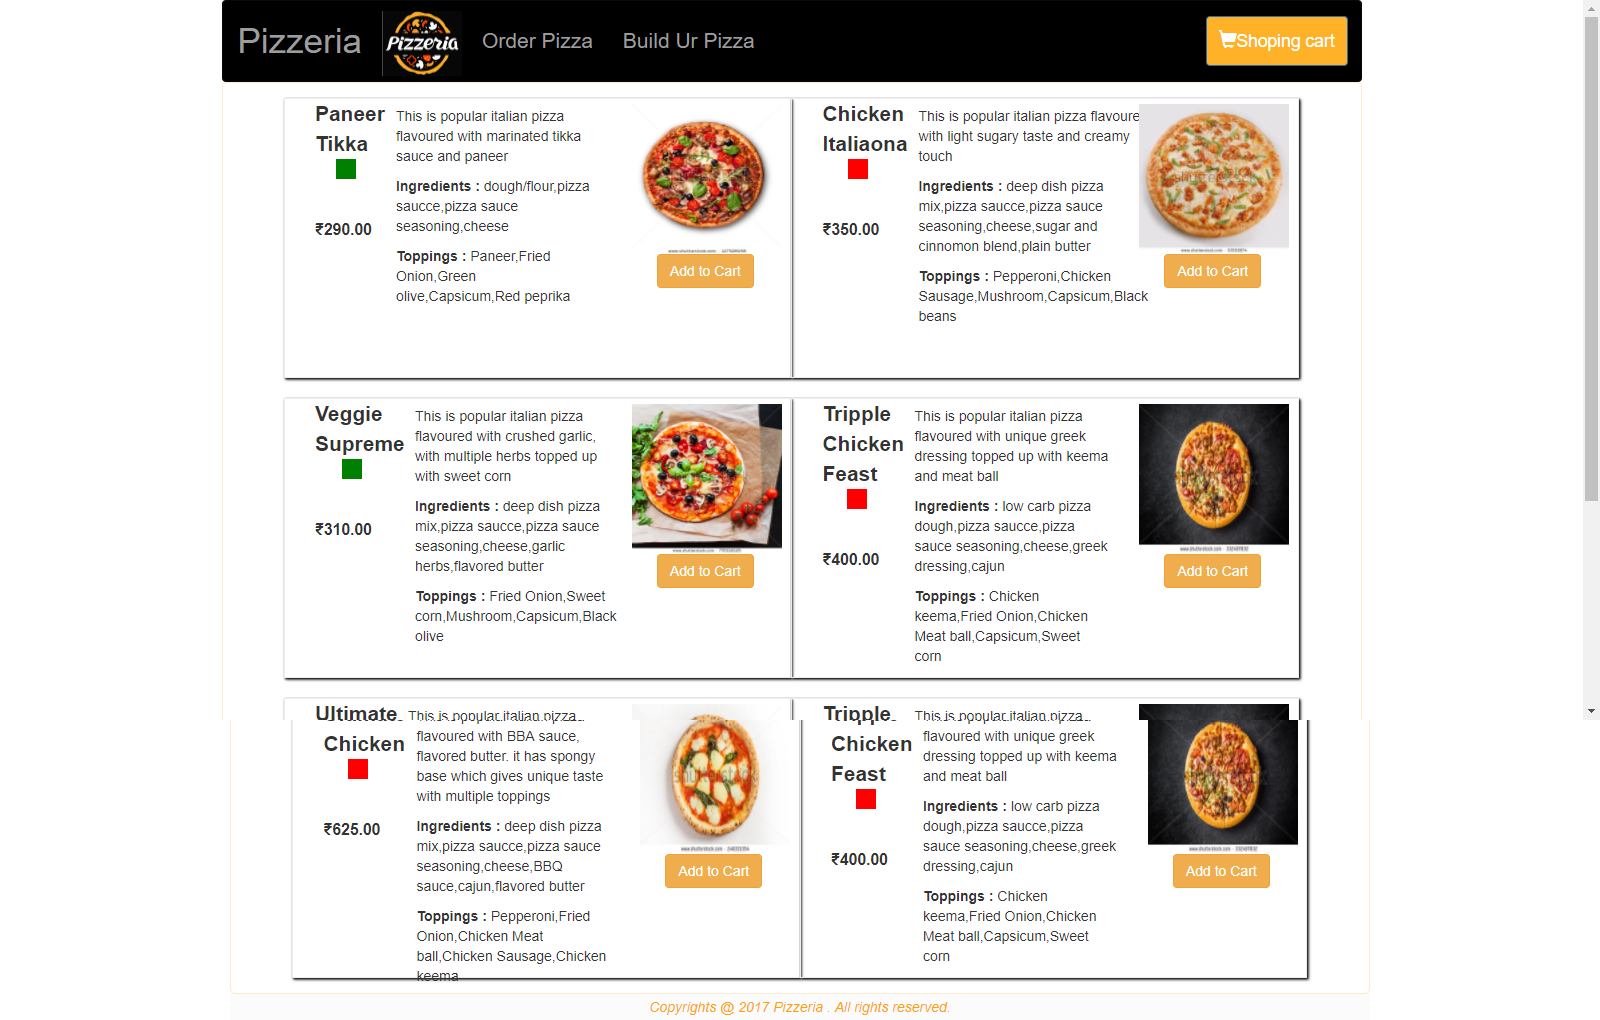 Pizzeria
Pizzeria
Order Pizza
Build Ur Pizza
Shoping cart
Paneer
Tikka
₹290.00
This is popular italian pizza
flavoured with marinated tikka
sauce and paneer
Ingredients : dough/flour,pizza
saucce,pizza sauce
seasoning,cheese
Toppings : Paneer,Fried
Onion,Green
olive,Capsicum,Red peprika
Add to Cart
Chicken
Italiaona
₹350.00
This is popular italian pizza flavoure
with light sugary taste and creamy
touch
Ingredients : deep dish pizza
mix,pizza saucce,pizza sauce
seasoning,cheese,sugar and
cinnomon blend,plain butter
Toppings : Pepperoni,Chicken
Sausage,Mushroom,Capsicum,Black
beans
Add to Cart
Veggie
Supreme
₹310.00
This is popular italian pizza
flavoured with crushed garlic,
with multiple herbs topped up
with sweet corn
Ingredients : deep dish pizza
mix,pizza saucce,pizza sauce
seasoning,cheese,garlic
herbs,flavored butter
Toppings : Fried Onion,Sweet
corn,Mushroom,Capsicum,Black
olive
Add to Cart
Tripple
Chicken
Feast
₹400.00
This is popular italian pizza
flavoured with unique greek
dressing topped up with keema
and meat ball
Ingredients : low carb pizza
dough,pizza saucce,pizza
sauce seasoning,cheese,greek
dressing,cajun
Toppings : Chicken
keema,Fried Onion,Chicken
Meat ball,Capsicum,Sweet
corn
Add to Cart
Ultimate
Chicken
₹625.00
This is popular italian pizza
flavoured with BBA sauce,
flavored butter. it has spongy
base which gives unique taste
with multiple toppings
Ingredients : deep dish pizza
mix,pizza saucce,pizza sauce
seasoning,cheese,BBQ
sauce,cajun,flavored butter
Toppings : Pepperoni,Fried
Onion,Chicken Meat
ball,Chicken Sausage,Chicken
keema
Add to Cart
Tripple
Chicken
Feast
₹400.00
This is popular italian pizza
flavoured with unique greek
dressing topped up with keema
and meat ball
Ingredients : low carb pizza
dough,pizza saucce,pizza
sauce seasoning,cheese,greek
dressing,cajun
Toppings : Chicken
keema,Fried Onion,Chicken
Meat ball,Capsicum,Sweet
corn
Add to Cart
Copyrights @ 2017 Pizzeria . All rights reserved.